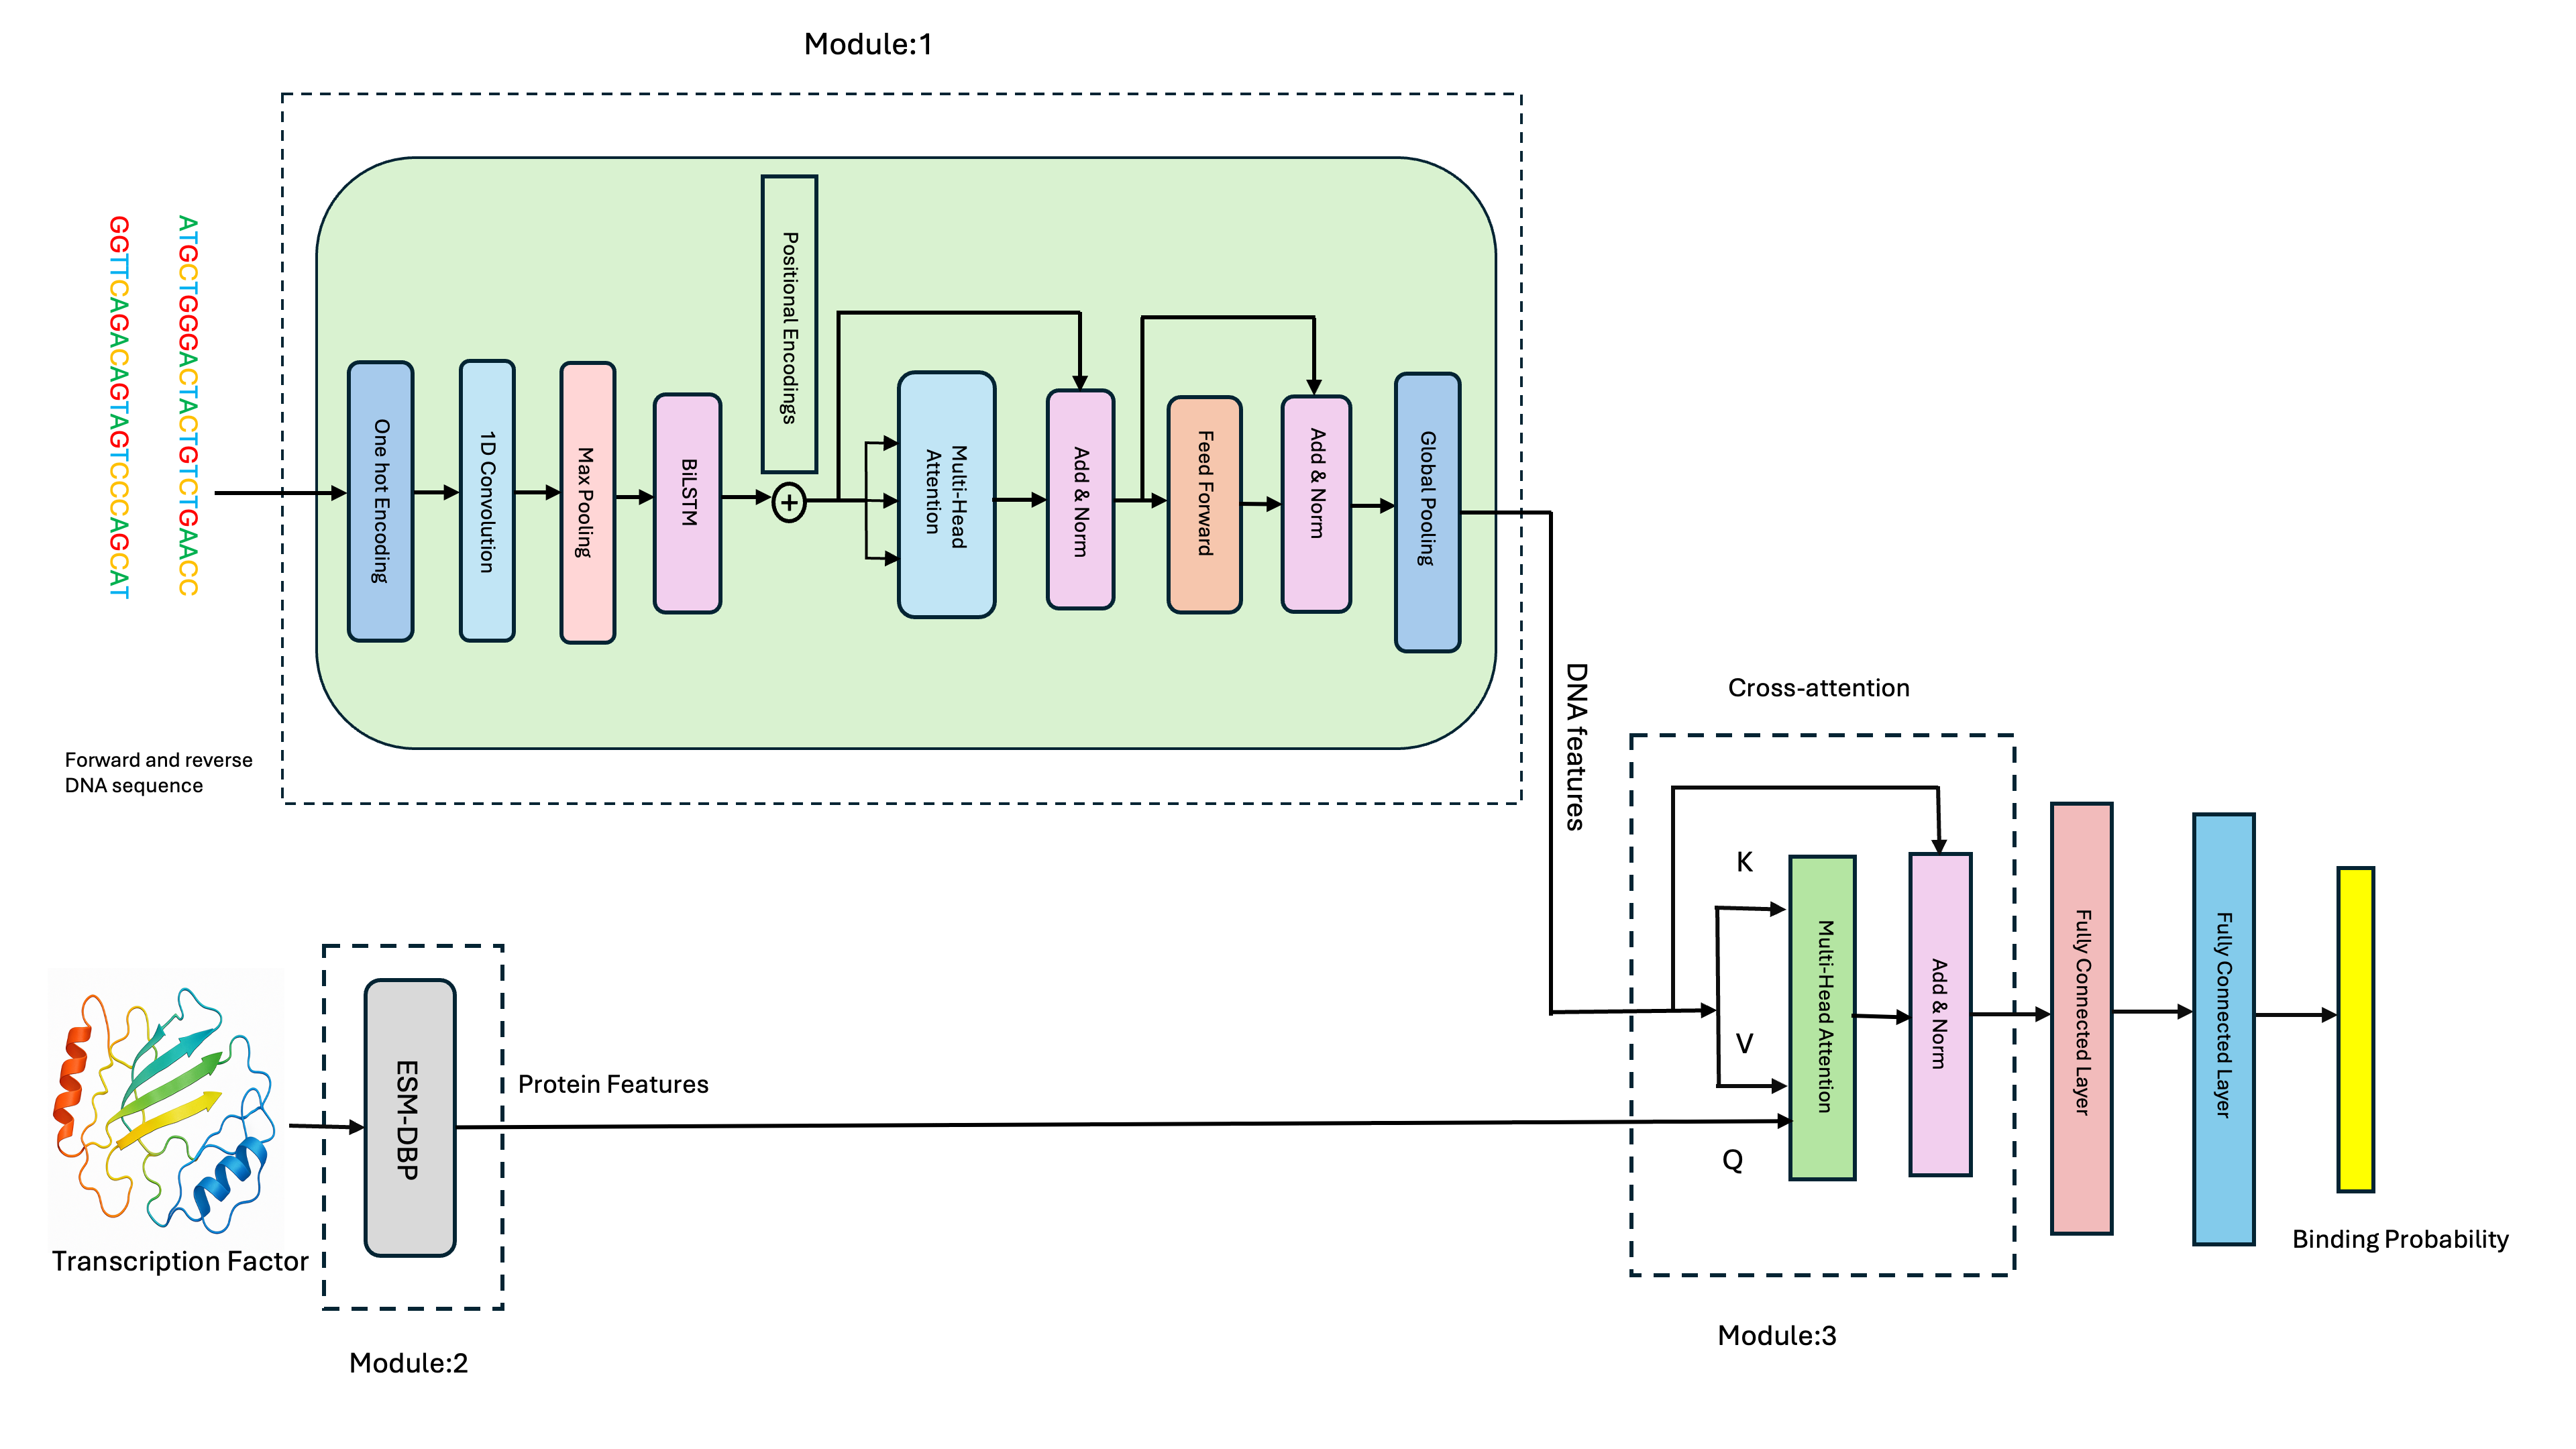 Module:1
ATGCTGGGACTACTGTCTGAACC
GGTTCAGACAGTAGTCCCAGCAT
Forward and reverse
DNA sequence
One hot Encoding
1D Convolution
Max Pooling
BiLSTM
Positional Encodings
+
Multi-Head
Attention
Add & Norm
Feed Forward
Add & Norm
Global Pooling
DNA features
Transcription Factor
ESM-DBP
Module:2
Protein Features
Cross-attention
K
V
Q
Multi-Head Attention
Add & Norm
Module:3
Fully Connected Layer
Fully Connected Layer
Binding Probability